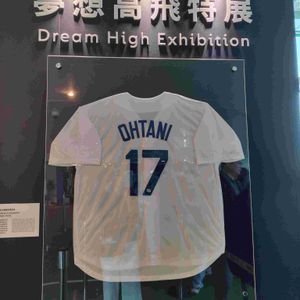 夢想高飛特展
Dream High Exhibition
OHTANI
17